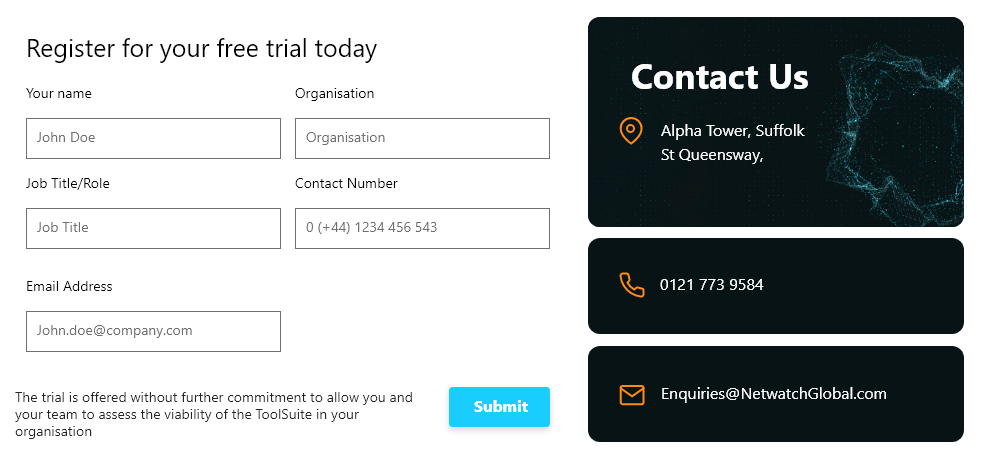 Register for your free trial today
Your name
Organisation
John Doe
Organisation
Job Title/Role
Contact Number
Job Title
0 (+44) 1234 456 543
Email Address
John.doe@company.com
The trial is offered without further commitment to allow you and
your team to assess the viability of the ToolSuite in your
organisation
Submit
Contact Us
Alpha Tower, Suffolk
St Queensway,
0121 773 9584
Enquiries@NetwatchGlobal.com